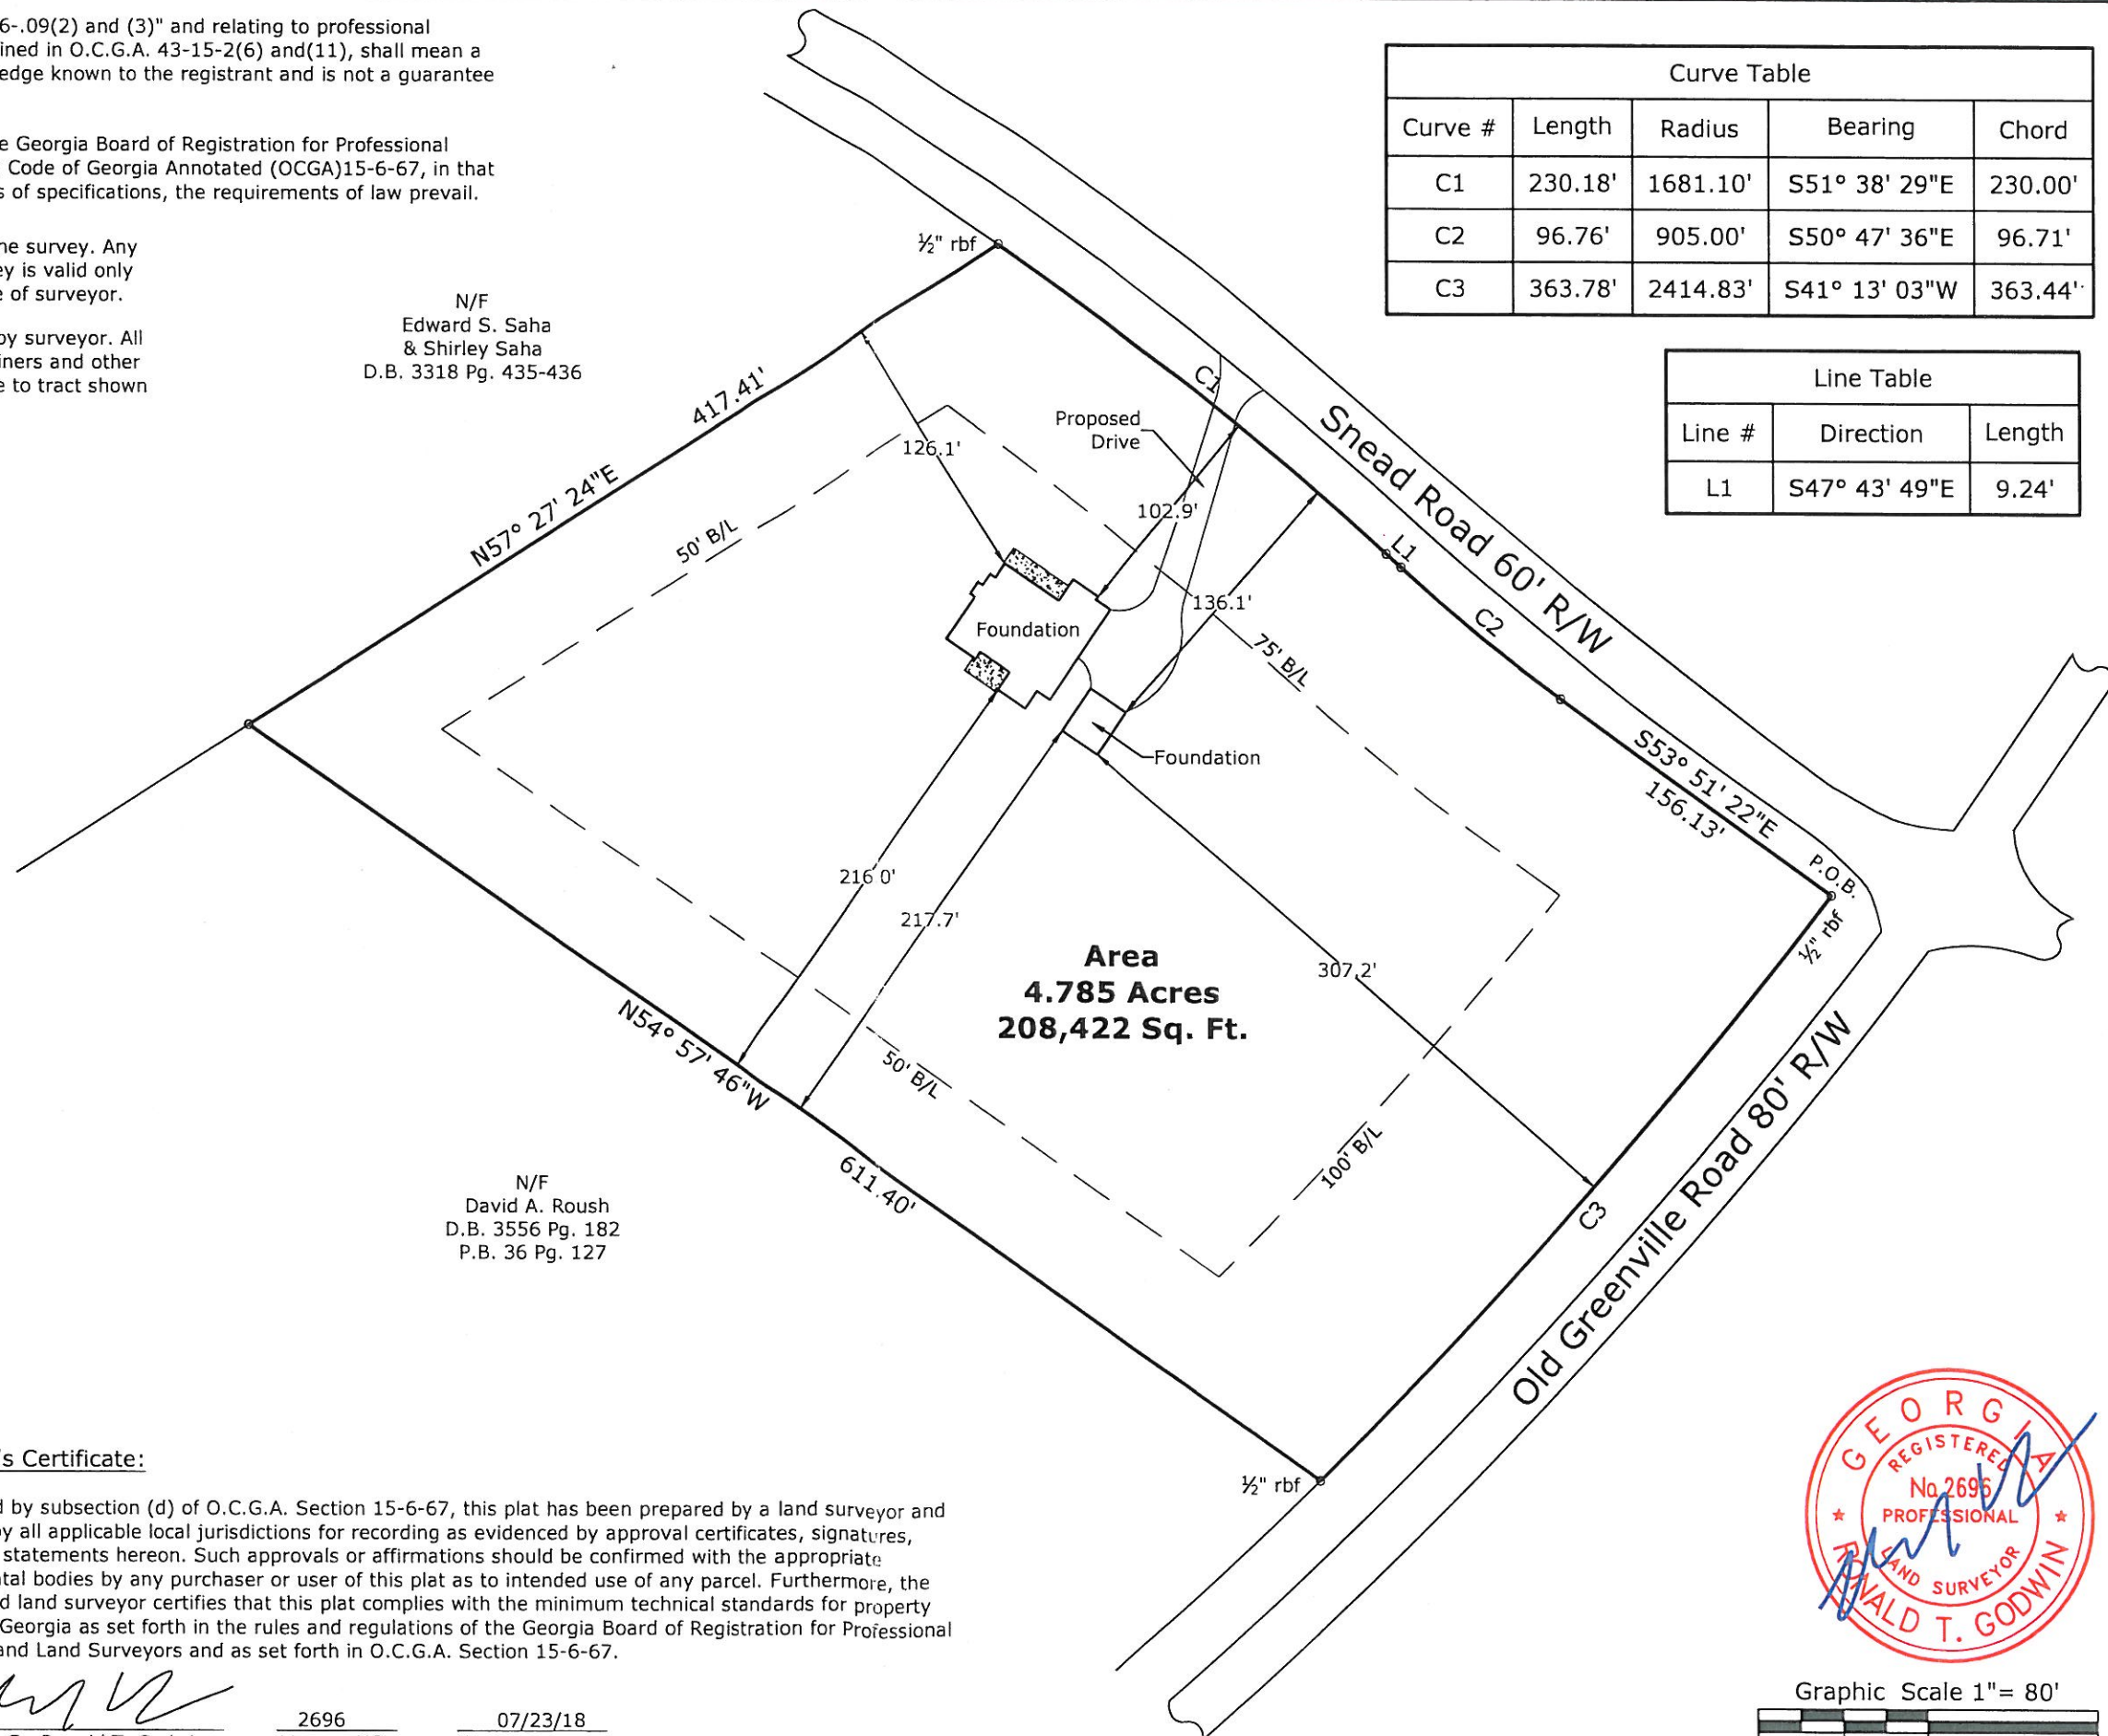 6-.09(2) and (3)" and relating to professional
ined in O.C.G.A. 43-15-2(6) and(11), shall mean a
edge known to the registrant and is not a guarantee
e Georgia Board of Registration for Professional
Code of Georgia Annotated (OCGA)15-6-67, in that
s of specifications, the requirements of law prevail.
ne survey. Any
ey is valid only
e of surveyor.
by surveyor. All
iners and other
e to tract shown
N/F
Edward S. Saha
& Shirley Saha
D.B. 3318 Pg. 435-436
Curve Table
Curve # Length Radius Bearing Chord
C1 230.18' 1681.10' S51° 38' 29"E 230.00'
C2 96.76' 905.00' S50° 47' 36"E 96.71'
C3 363.78' 2414.83' S41° 13' 03"W 363.44'
Line Table
Line # Direction Length
L1 S47° 43' 49"E 9.24'
½" rbf
417.41'
N57° 27' 24"E
50' B/L
126.1'
C1
Proposed
Drive
102.9'
Snead Road 60' R/W
L1
136.1'
C2
75' B/L
Foundation
Foundation
S53° 51' 22"E
156.13'
P.O.B.
½" rbf
216 0'
217.7'
Area
4.785 Acres
208,422 Sq. Ft.
307.2'
N54° 57' 46"W
50' B/L
100' B/L
611.40'
C3
Old Greenville Road 80' R/W
N/F
David A. Roush
D.B. 3556 Pg. 182
P.B. 36 Pg. 127
½" rbf
's Certificate:
d by subsection (d) of O.C.G.A. Section 15-6-67, this plat has been prepared by a land surveyor and
by all applicable local jurisdictions for recording as evidenced by approval certificates, signatures,
statements hereon. Such approvals or affirmations should be confirmed with the appropriate
ntal bodies by any purchaser or user of this plat as to intended use of any parcel. Furthermore, the
d land surveyor certifies that this plat complies with the minimum technical standards for property
Georgia as set forth in the rules and regulations of the Georgia Board of Registration for Professional
and Land Surveyors and as set forth in O.C.G.A. Section 15-6-67.
2696 07/23/18
GEORGIA
REGISTERED
No. 2696
PROFESSIONAL
LAND SURVEYOR
RONALD T. GODWIN
Graphic Scale 1"= 80'